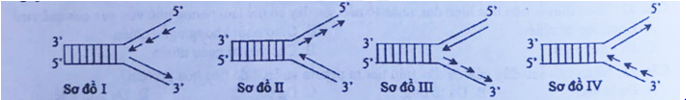 5' 5' 5' 5'
3' 3' 3' 3'
5' 5' 5' 5'
3' 3' 3' 3'
Sơ đồ I Sơ đồ II Sơ đồ III Sơ đồ IV